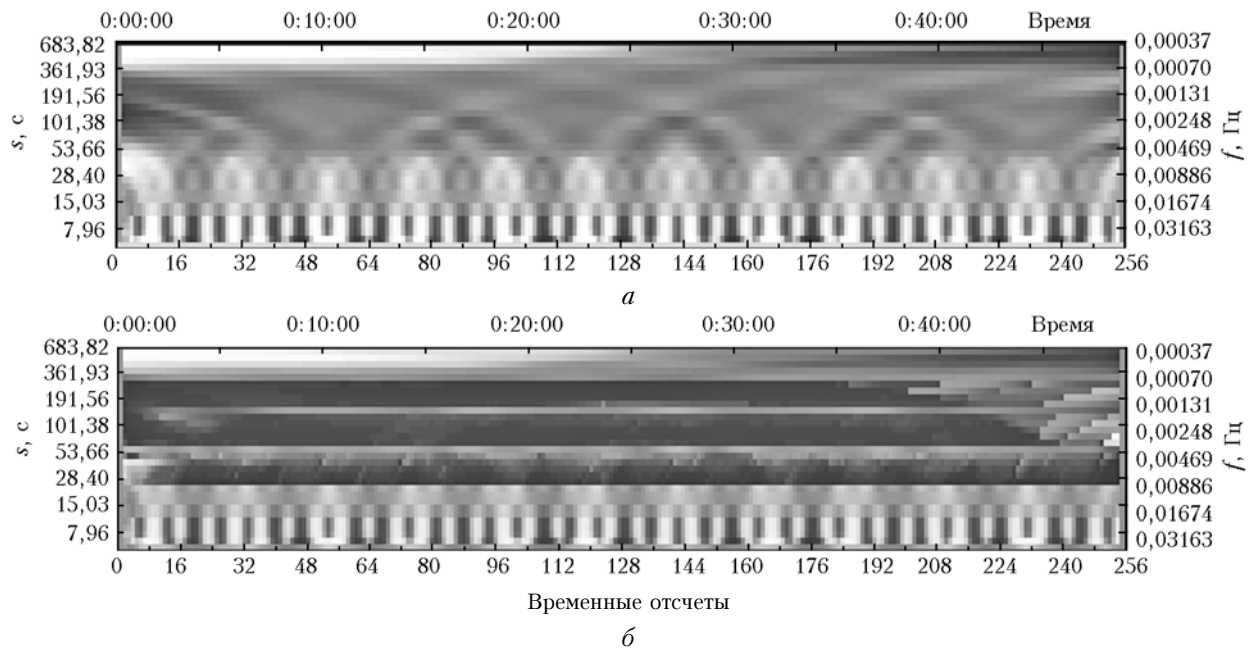 0:00:00 0:10:00 0:20:00 0:30:00 0:40:00 Время
683,82 0,00037
361,93 0,00070
191,56 0,00131
101,38 0,00248
53,66 0,00469
28,40 0,00886
15,03 0,01674
7,96 0,03163
s, с
f, Гц
0 16 32 48 64 80 96 112 128 144 160 176 192 208 224 240 256
а
0:00:00 0:10:00 0:20:00 0:30:00 0:40:00 Время
683,82 0,00037
361,93 0,00070
191,56 0,00131
101,38 0,00248
53,66 0,00469
28,40 0,00886
15,03 0,01674
7,96 0,03163
s, с
f, Гц
0 16 32 48 64 80 96 112 128 144 160 176 192 208 224 240 256
Временные отсчеты
б